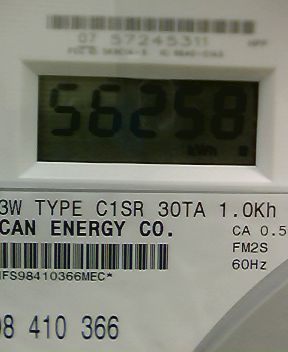 07 57245311
56258
kWh
3W TYPE C1SR 30TA 1.0Kh
CAN ENERGY CO.
CA 0.5
FM2S
60Hz
IFS98410366MEC*
98 410 366